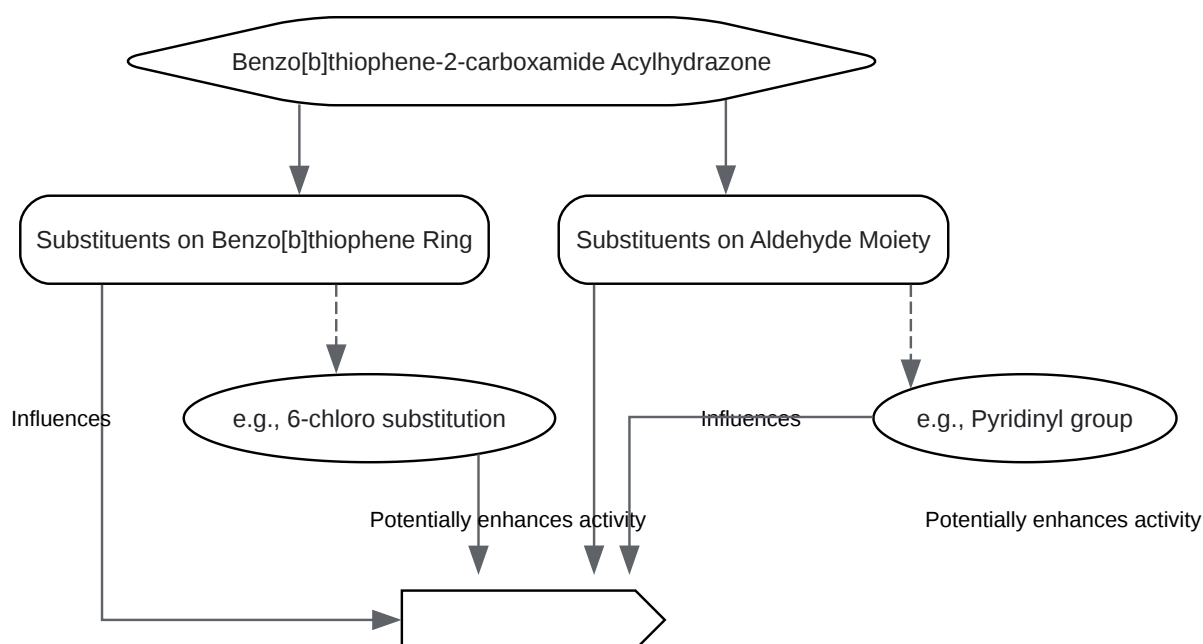 Benzo[b]thiophene-2-carboxamide Acylhydrazone
Substituents on Benzo[b]thiophene Ring
Substituents on Aldehyde Moiety
Influences
e.g., 6-chloro substitution
Influences
e.g., Pyridinyl group
Potentially enhances activity
Potentially enhances activity